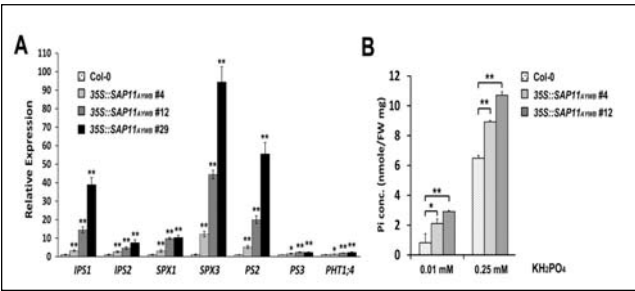 A
Col-0
35S::SAP11AYWB #4
35S::SAP11AYWB #12
35S::SAP11AYWB #29
Relative Expression
110
100
90
80
70
60
50
40
30
20
10
0
** ** **
** ** **
** ** **
** ** **
** ** **
* ** **
* ** **
IPS1 IPS2 SPX1 SPX3 PS2 PS3 PHT1;4
B
Col-0
35S::SAP11AYWB #4
35S::SAP11AYWB #12
Pi conc. (nmole/FW mg)
12
10
8
6
4
2
0
**
*
**
**
0.01 mM 0.25 mM KH2PO4